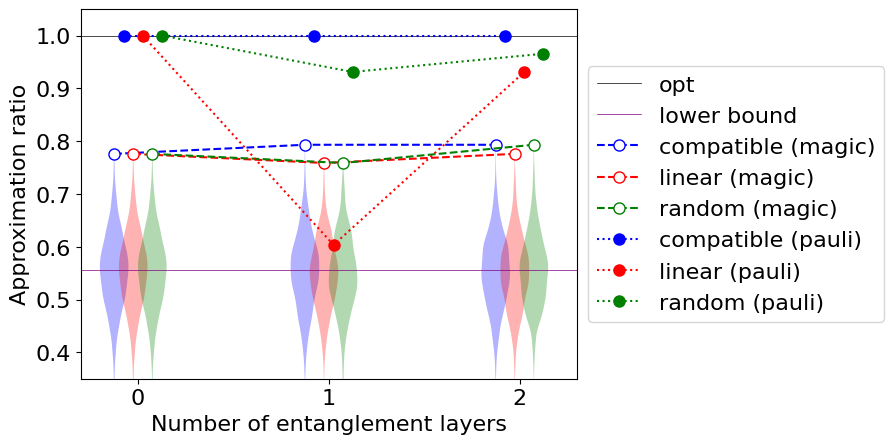 Approximation ratio
1.0
0.9
0.8
0.7
0.6
0.5
0.4
0
1
2
Number of entanglement layers
opt
lower bound
compatible (magic)
linear (magic)
random (magic)
compatible (pauli)
linear (pauli)
random (pauli)